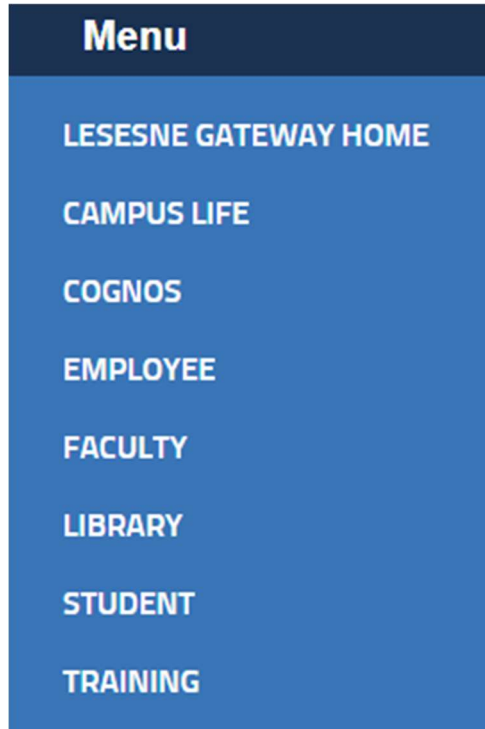 Menu
LESESNE GATEWAY HOME
CAMPUS LIFE
COGNOS
EMPLOYEE
FACULTY
LIBRARY
STUDENT
TRAINING